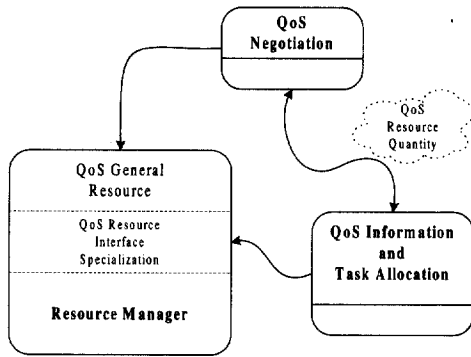 QoS
Negotiation
QoS
Resource
Quantity
QoS General
Resource
QoS Resource
Interface
Specialization
Resource Manager
QoS Information
and
Task Allocation